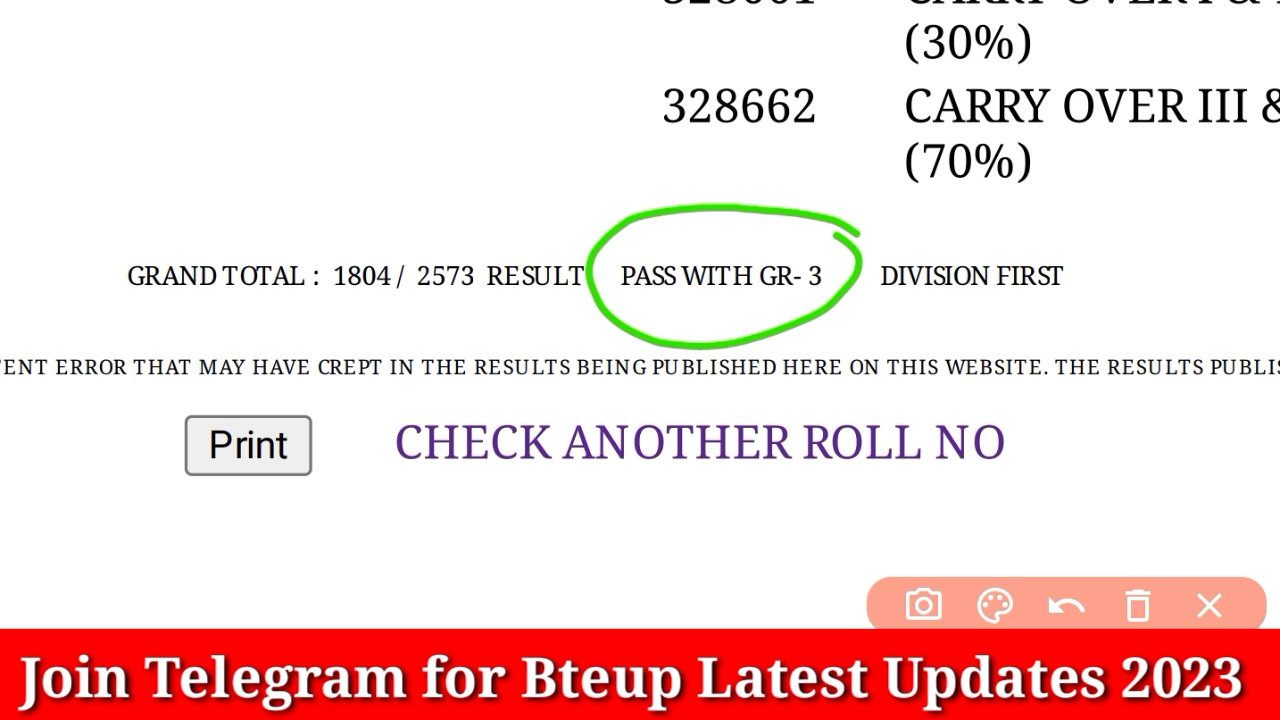 (30%)
328662 CARRY OVER III &
(70%)
GRAND TOTAL : 1804 / 2573 RESULT PASS WITH GR- 3 DIVISION FIRST
ERROR THAT MAY HAVE CREPT IN THE RESULTS BEING PUBLISHED HERE ON THIS WEBSITE. THE RESULTS
Print CHECK ANOTHER ROLL NO
Join Telegram for Bteup Latest Updates 2023